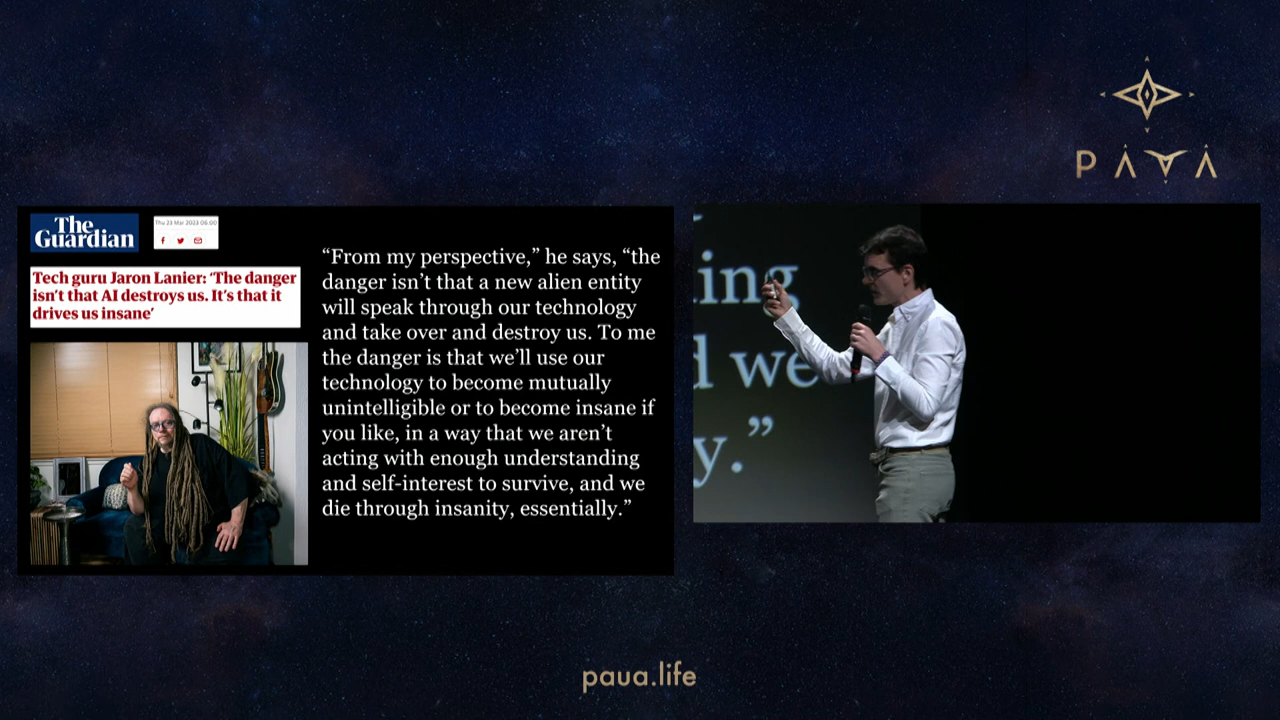 PAUA
The
Guardian
Thu 23 Mar 2023 06.00
Tech guru Jaron Lanier: ‘The danger
isn’t that AI destroys us. It’s that it
drives us insane’
“From my perspective,” he says, “the
danger isn’t that a new alien entity
will speak through our technology
and take over and destroy us. To me
the danger is that we’ll use our
technology to become mutually
unintelligible or to become insane if
you like, in a way that we aren’t
acting with enough understanding
and self-interest to survive, and we
die through insanity, essentially.”
ing
d we
y.”
paua.life